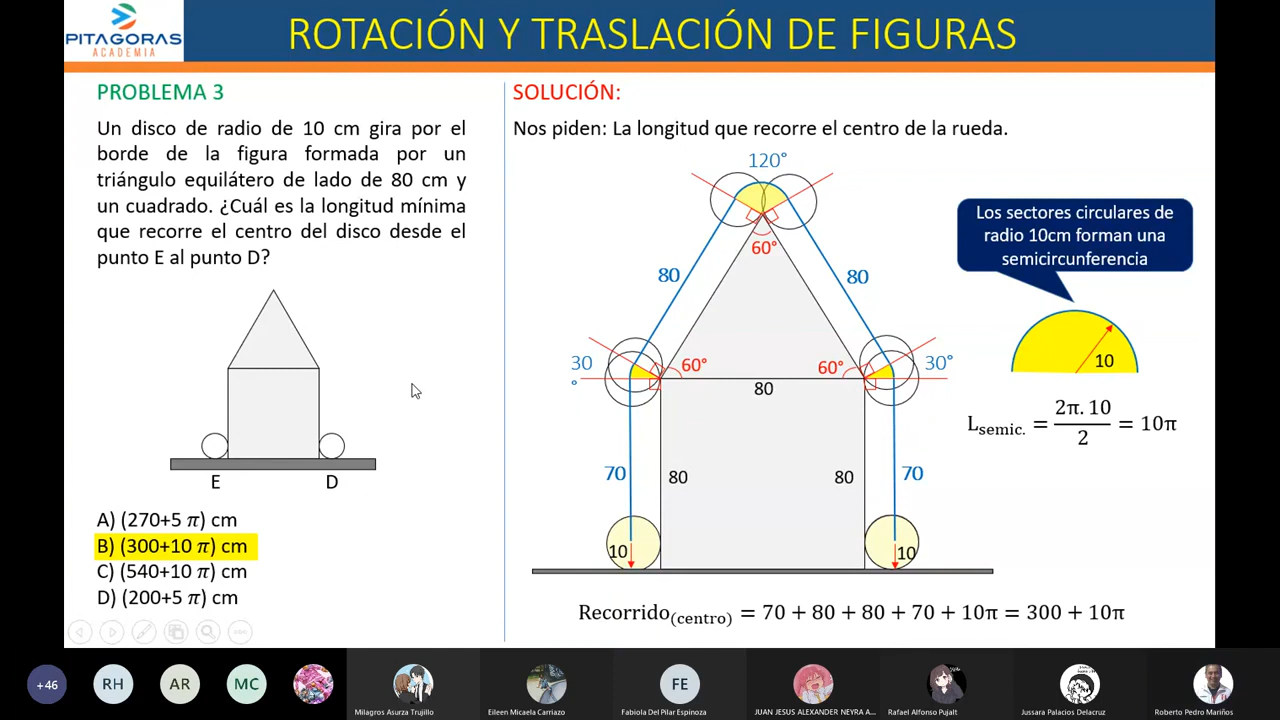 PITAGORAS
ACADEMIA
ROTACIÓN Y TRASLACIÓN DE FIGURAS
PROBLEMA 3
Un disco de radio de 10 cm gira por el
borde de la figura formada por un
triángulo equilátero de lado de 80 cm y
un cuadrado. ¿Cuál es la longitud mínima
que recorre el centro del disco desde el
punto E al punto D?
E D
A) (270+5 π) cm
B) (300+10 π) cm
C) (540+10 π) cm
D) (200+5 π) cm
SOLUCIÓN:
Nos piden: La longitud que recorre el centro de la rueda.
120°
60°
80 80
30
°
60° 60° 30°
80
70 80 80 70
10 10
Los sectores circulares de
radio 10cm forman una
semicircunferencia
10
L semic. = 2π. 10 / 2 = 10π
Recorrido(centro) = 70 + 80 + 80 + 70 + 10π = 300 + 10π
+46 RH AR MC FE
Milagros Asurza Trujillo
Eileen Micaela Carriazo
Fabiola Del Pilar Espinoza
JUAN JESUS ALEXANDER NEYRA A...
Rafael Alfonso Pujalt
Jussara Palacios Delacruz
Roberto Pedro Mariños